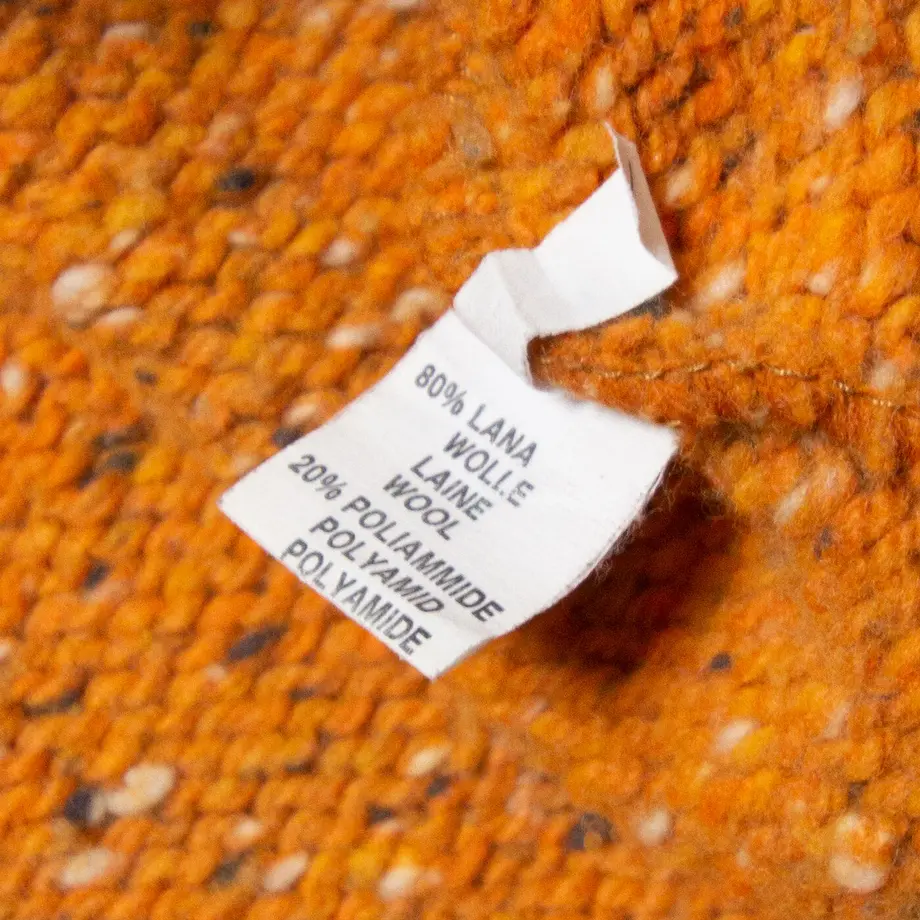 80% LANA
WOLLE
LAINE
WOOL
20% POLIAMMIDE
POLYAMID
POLYAMIDE